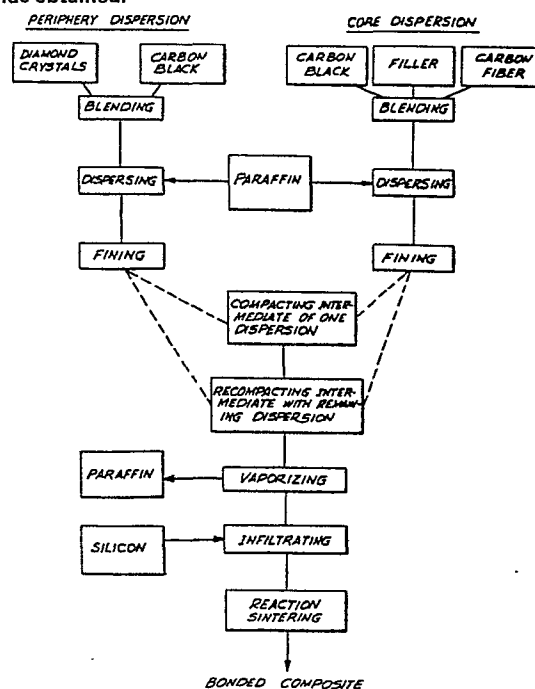 PERIPHERY DISPERSION
CORE DISPERSION
DIAMOND
CRYSTALS
CARBON
BLACK
CARBON
BLACK
FILLER
CARBON
FIBER
BLENDING
BLENDING
DISPERSING
PARAFFIN
DISPERSING
FINING
FINING
COMPACTING INTER-
MEDIATE OF ONE
DISPERSION
RECOMPACTING INTER-
MEDIATE WITH REMAIN-
ING DISPERSION
PARAFFIN
VAPORIZING
SILICON
INFILTRATING
REACTION
SINTERING
BONDED COMPOSITE